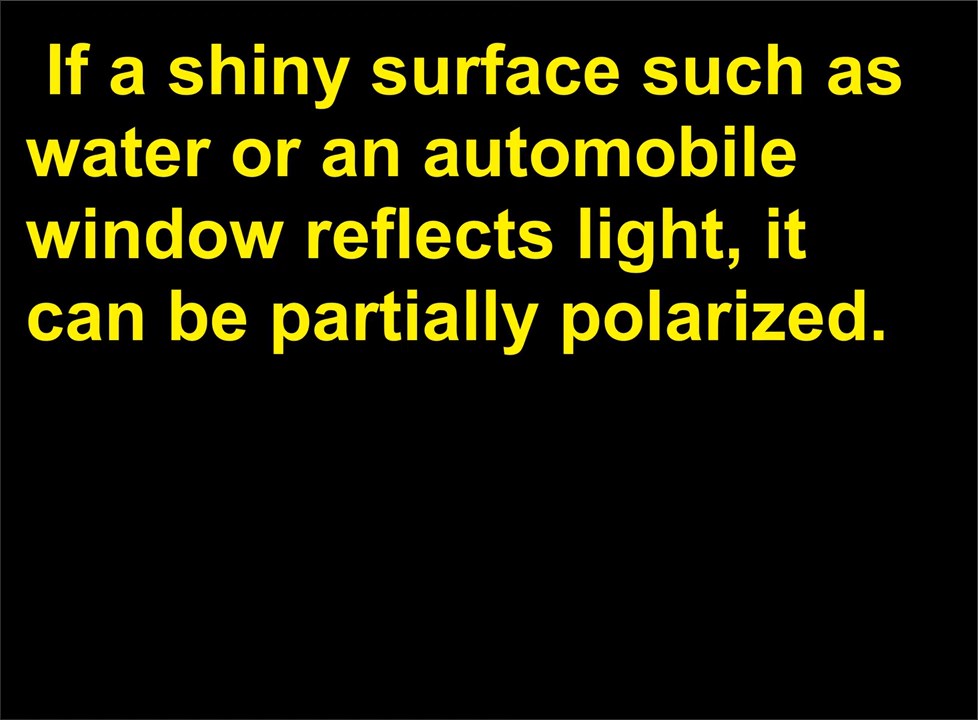 If a shiny surface such as
water or an automobile
window reflects light, it
can be partially polarized.